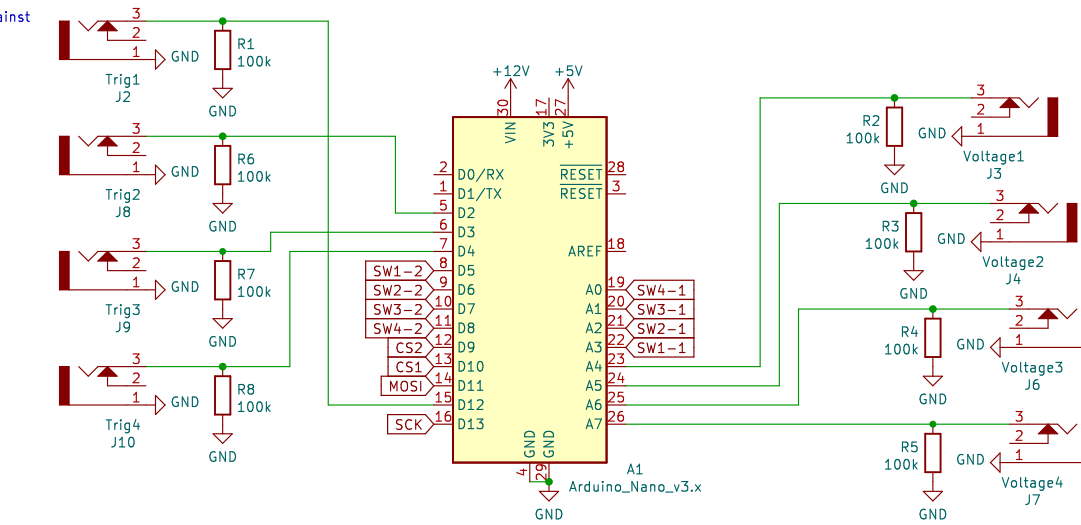 ainst
3
2
1
GND
Trig1
J2
R1
100k
GND
3
2
1
GND
Trig2
J8
R6
100k
GND
3
2
1
GND
Trig3
J9
R7
100k
GND
3
2
1
GND
Trig4
J10
R8
100k
GND
+12V
+5V
30
17
27
VIN
3V3
+5V
2 D0/RX
1 D1/TX
5 D2
6 D3
7 D4
SW1-2 8 D5
SW2-2 9 D6
SW3-2 10 D7
SW4-2 11 D8
CS2 12 D9
CS1 13 D10
MOSI 14 D11
15 D12
SCK 16 D13
RESET 28
RESET 3
AREF 18
A0 19 SW4-1
A1 20 SW3-1
A2 21 SW2-1
A3 22 SW1-1
A4 23
A5 24
A6 25
A7 26
GND
GND
4
29
GND
A1
Arduino_Nano_v3.x
R2
100k
GND
3
2
1
GND
Voltage1
J3
R3
100k
GND
3
2
1
GND
Voltage2
J4
R4
100k
GND
3
2
1
GND
Voltage3
J6
R5
100k
GND
3
2
1
GND
Voltage4
J7